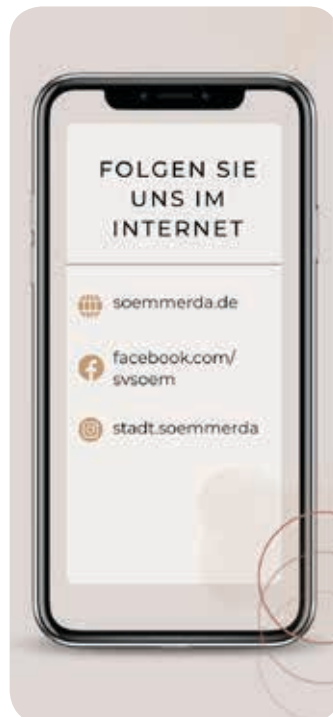 FOLGEN SIE
UNS IM
INTERNET
soemmerda.de
facebook.com/
svsoem
stadt.soemmerda